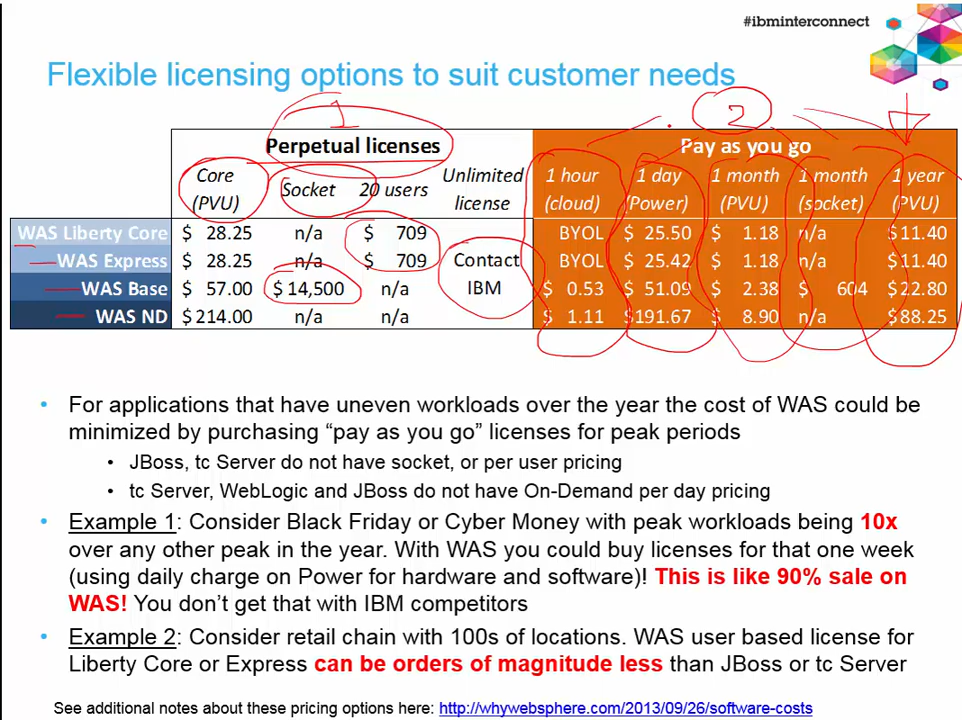 #ibminterconnect
Flexible licensing options to suit customer needs
1
2
Perpetual licenses Pay as you go
Core (PVU) Socket 20 users Unlimited license 1 hour (cloud) 1 day (Power) 1 month (PVU) 1 month (socket) 1 year (PVU)
WAS Liberty Core $ 28.25 n/a $ 709 BYOL $ 25.50 $ 1.18 n/a $11.40
WAS Express $ 28.25 n/a $ 709 Contact BYOL $ 25.42 $ 1.18 n/a $11.40
WAS Base $ 57.00 $ 14,500 n/a IBM $ 0.53 $ 51.09 $ 2.38 $ 604 $22.80
WAS ND $214.00 n/a n/a $ 1.11 $191.67 $ 8.90 n/a $88.25
• For applications that have uneven workloads over the year the cost of WAS could be
minimized by purchasing “pay as you go” licenses for peak periods
• JBoss, tc Server do not have socket, or per user pricing
• tc Server, WebLogic and JBoss do not have On-Demand per day pricing
• Example 1: Consider Black Friday or Cyber Money with peak workloads being 10x
over any other peak in the year. With WAS you could buy licenses for that one week
(using daily charge on Power for hardware and software)! This is like 90% sale on
WAS! You don’t get that with IBM competitors
• Example 2: Consider retail chain with 100s of locations. WAS user based license for
Liberty Core or Express can be orders of magnitude less than JBoss or tc Server
See additional notes about these pricing options here: http://whywebsphere.com/2013/09/26/software-costs